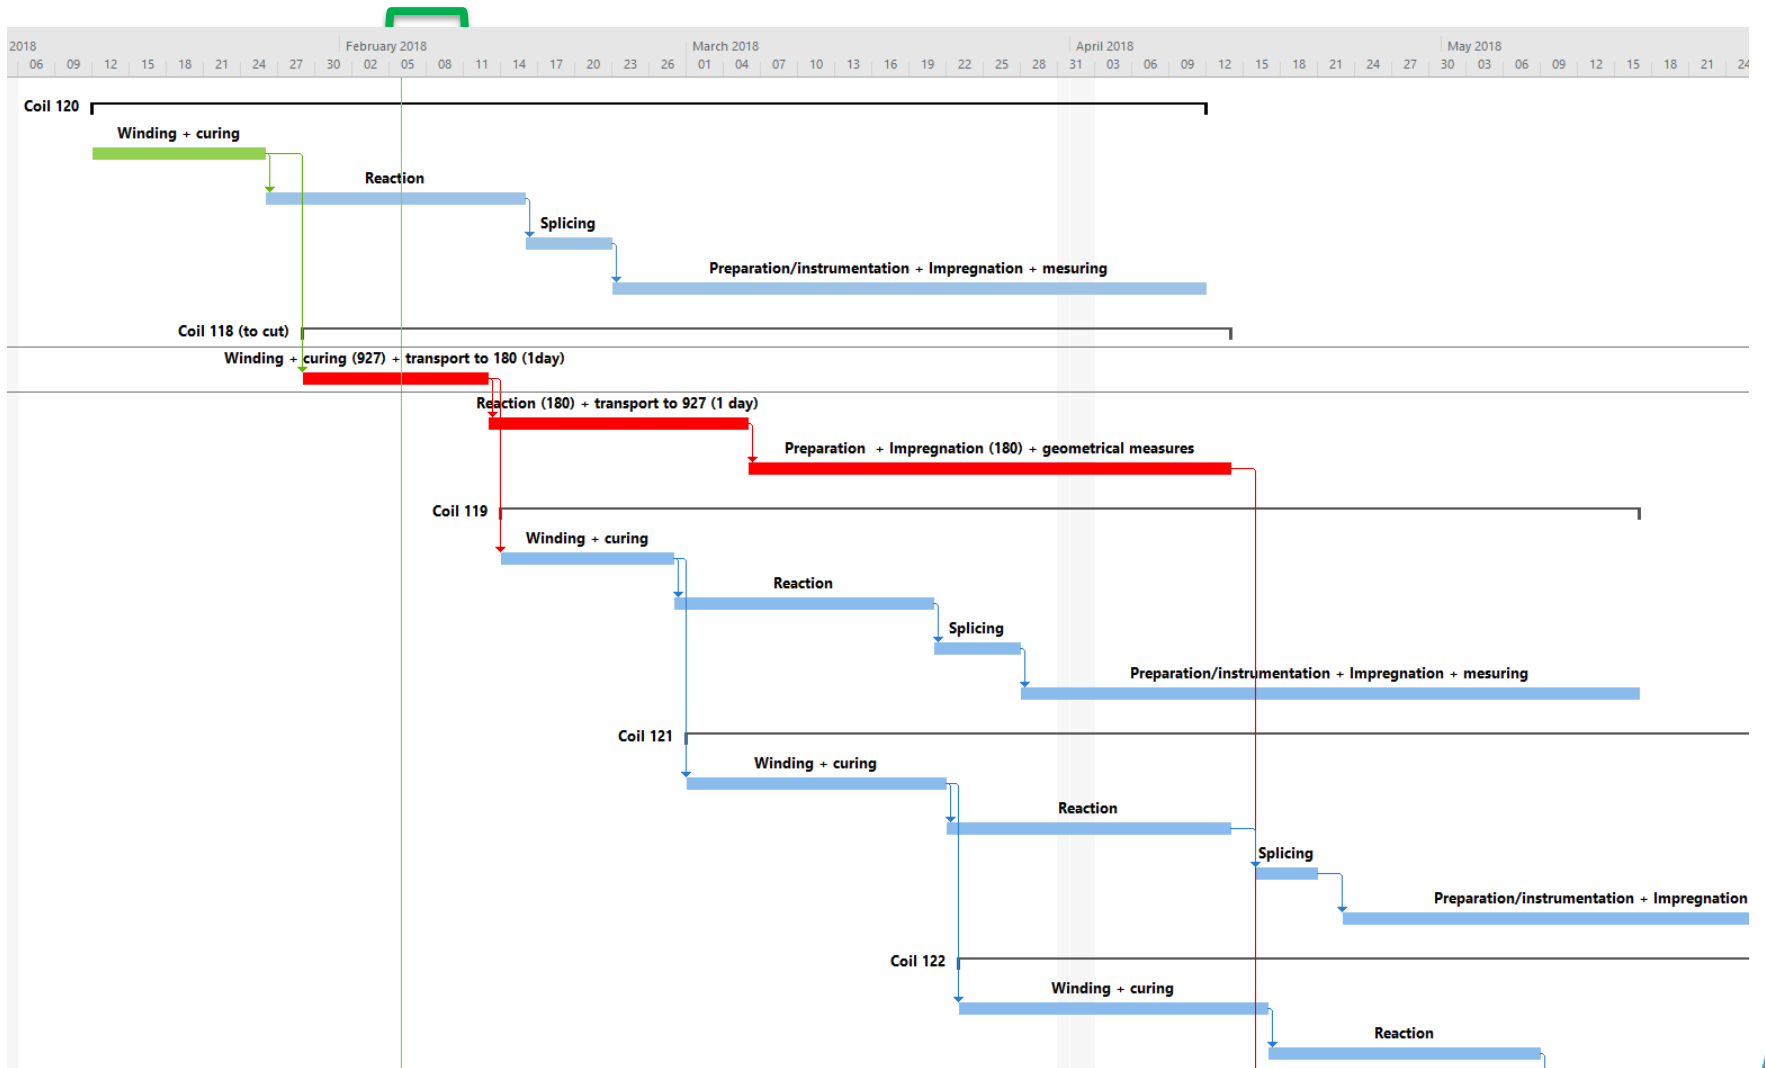 2018 February 2018 March 2018 April 2018 May 2018
06 09 12 15 18 21 24 27 30 02 05 08 11 14 17 20 23 26 01 04 07 10 13 16 19 22 25 28 31 03 06 09 12 15 18 21 24 27 30 03 06 09 12 15 18 21 24
Coil 120
Winding + curing
Reaction
Splicing
Preparation/instrumentation + Impregnation + mesuring
Coil 118 (to cut)
Winding + curing (927) + transport to 180 (1day)
Reaction (180) + transport to 927 (1 day)
Preparation + Impregnation (180) + geometrical measures
Coil 119
Winding + curing
Reaction
Splicing
Preparation/instrumentation + Impregnation + mesuring
Coil 121
Winding + curing
Reaction
Splicing
Preparation/instrumentation + Impregnation
Coil 122
Winding + curing
Reaction